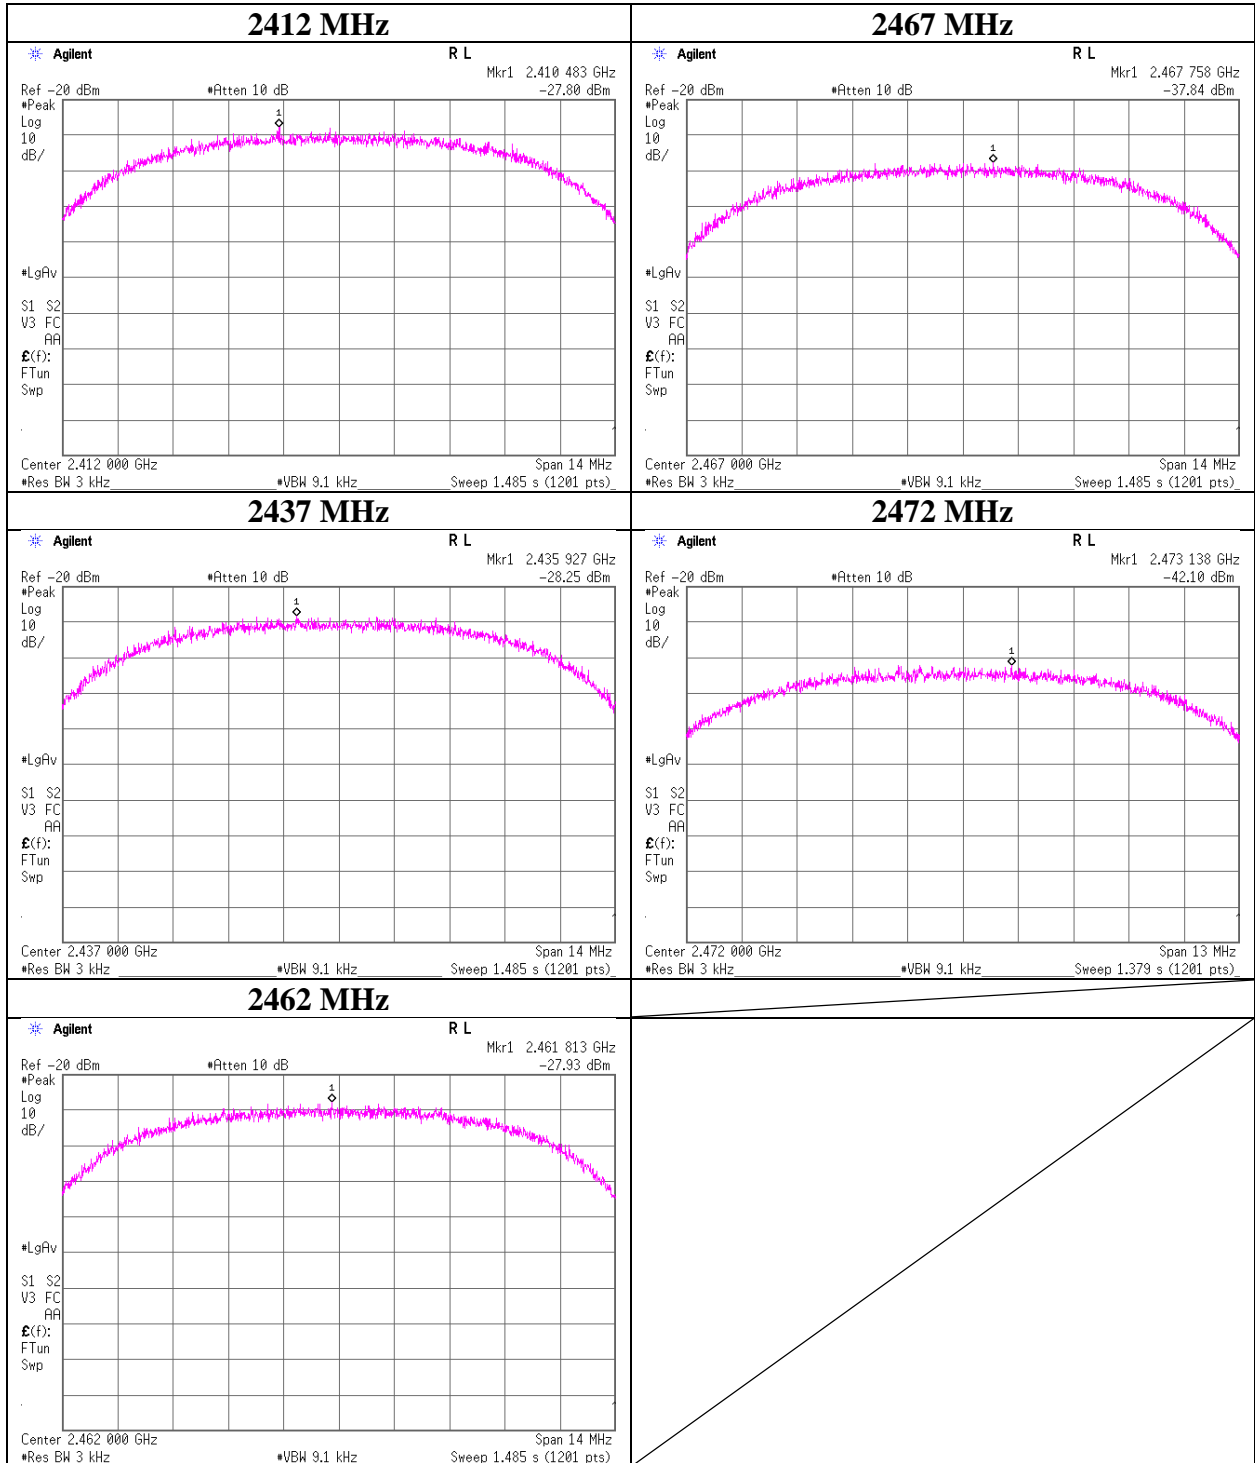 2412 MHz
Agilent R L
Mkr1 2.410 483 GHz
Ref -20 dBm #Atten 10 dB -27.80 dBm
#Peak
Log
10
dB/
1
#LgAv
S1 S2
V3 FC
AA
£(f):
FTun
Swp
Center 2.412 000 GHz Span 14 MHz
#Res BW 3 kHz #VBW 9.1 kHz Sweep 1.485 s (1201 pts)
2467 MHz
Agilent R L
Mkr1 2.467 758 GHz
Ref -20 dBm #Atten 10 dB -37.84 dBm
#Peak
Log
10
dB/
1
#LgAv
S1 S2
V3 FC
AA
£(f):
FTun
Swp
Center 2.467 000 GHz Span 14 MHz
#Res BW 3 kHz #VBW 9.1 kHz Sweep 1.485 s (1201 pts)
2437 MHz
Agilent R L
Mkr1 2.435 927 GHz
Ref -20 dBm #Atten 10 dB -28.25 dBm
#Peak
Log
10
dB/
1
#LgAv
S1 S2
V3 FC
AA
£(f):
FTun
Swp
Center 2.437 000 GHz Span 14 MHz
#Res BW 3 kHz #VBW 9.1 kHz Sweep 1.485 s (1201 pts)
2472 MHz
Agilent R L
Mkr1 2.473 138 GHz
Ref -20 dBm #Atten 10 dB -42.10 dBm
#Peak
Log
10
dB/
1
#LgAv
S1 S2
V3 FC
AA
£(f):
FTun
Swp
Center 2.472 000 GHz Span 13 MHz
#Res BW 3 kHz #VBW 9.1 kHz Sweep 1.379 s (1201 pts)
2462 MHz
Agilent R L
Mkr1 2.461 813 GHz
Ref -20 dBm #Atten 10 dB -27.93 dBm
#Peak
Log
10
dB/
1
#LgAv
S1 S2
V3 FC
AA
£(f):
FTun
Swp
Center 2.462 000 GHz Span 14 MHz
#Res BW 3 kHz #VBW 9.1 kHz Sweep 1.485 s (1201 pts)